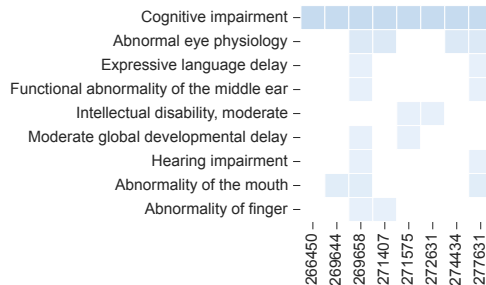 Cognitive impairment
Abnormal eye physiology
Expressive language delay
Functional abnormality of the middle ear
Intellectual disability, moderate
Moderate global developmental delay
Hearing impairment
Abnormality of the mouth
Abnormality of finger
266450
269644
269658
271407
271575
272631
274434
277631